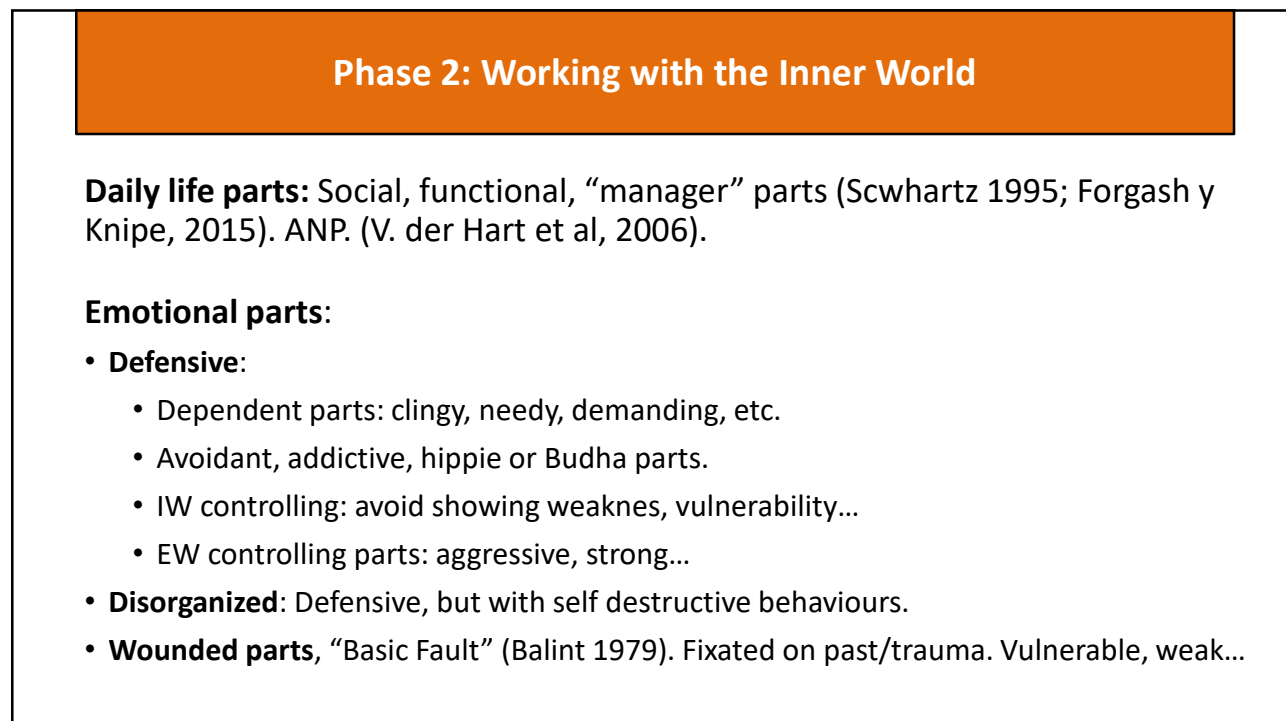 Phase 2: Working with the Inner World
Daily life parts: Social, functional, “manager” parts (Scwhartz 1995; Forgash y
Knipe, 2015). ANP. (V. der Hart et al, 2006).
Emotional parts:
• Defensive:
• Dependent parts: clingy, needy, demanding, etc.
• Avoidant, addictive, hippie or Budha parts.
• IW controlling: avoid showing weaknes, vulnerability…
• EW controlling parts: aggressive, strong…
• Disorganized: Defensive, but with self destructive behaviours.
• Wounded parts, “Basic Fault” (Balint 1979). Fixated on past/trauma. Vulnerable, weak…